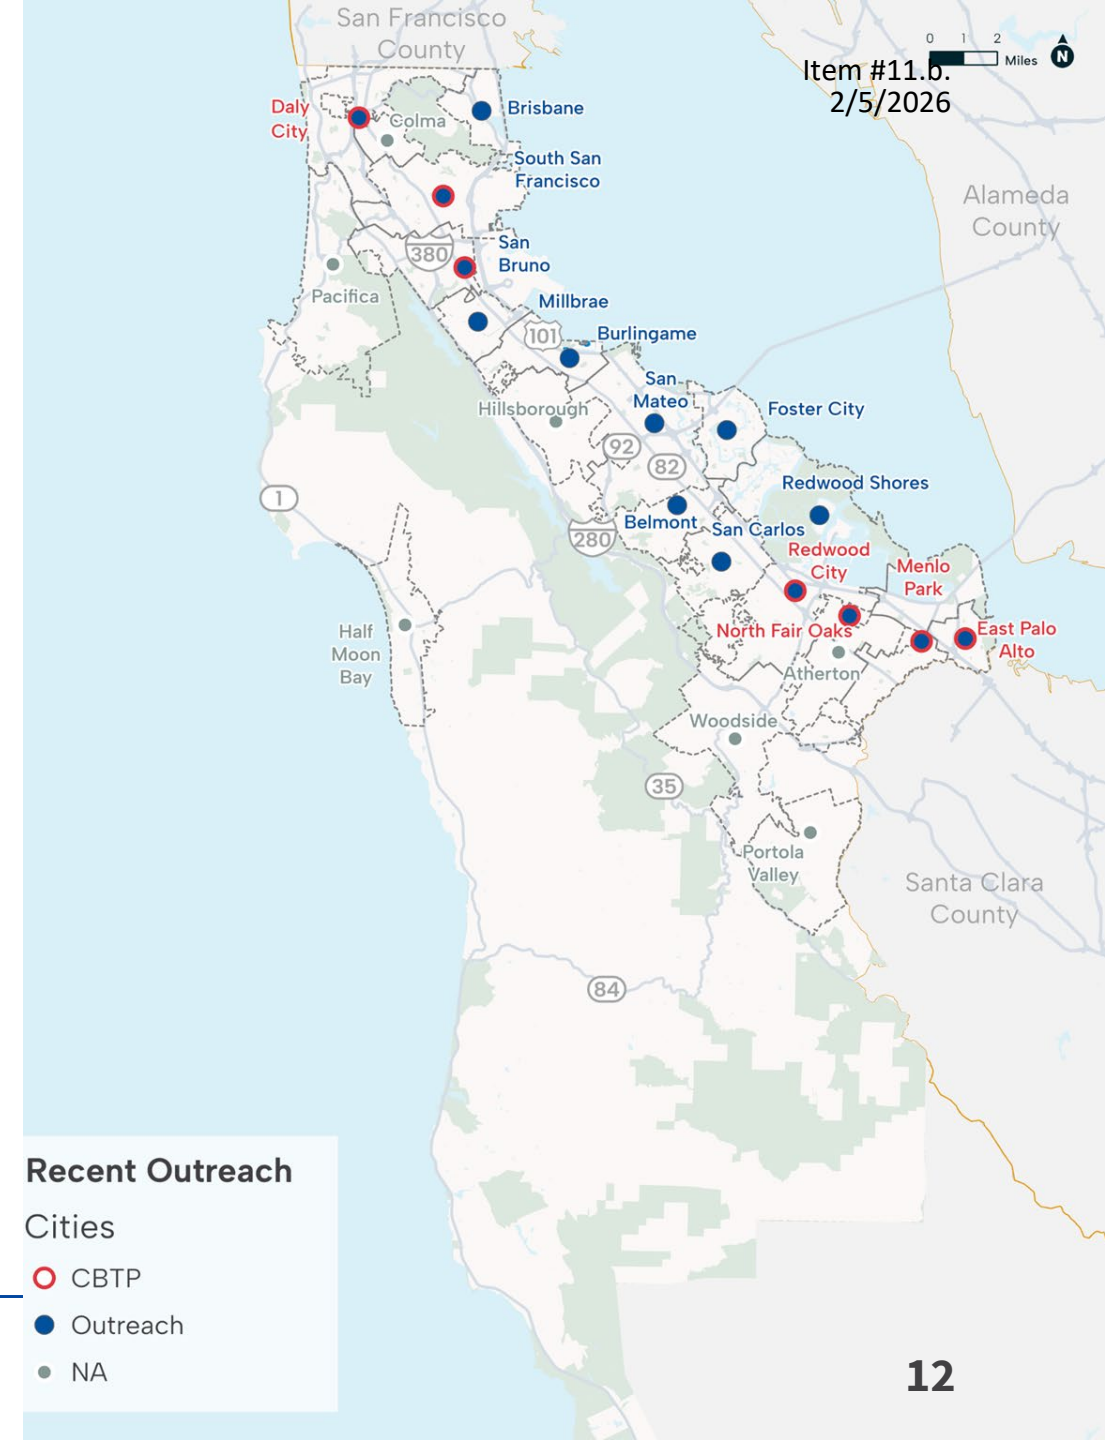 San Francisco
County
0 1 2
Miles
N
Item #11.b.
2/5/2026
Daly
City
Colma
Brisbane
South San
Francisco
Alameda
County
380
San
Bruno
Pacifica
Millbrae
101
Burlingame
San
Mateo
Hillsborough
Foster City
92
82
1
Redwood Shores
Belmont
San Carlos
280
Redwood
City
Menlo
Park
North Fair Oaks
East Palo
Alto
Half
Moon
Bay
Atherton
Woodside
35
Portola
Valley
Santa Clara
County
84
Recent Outreach
Cities
CBTP
Outreach
NA
12